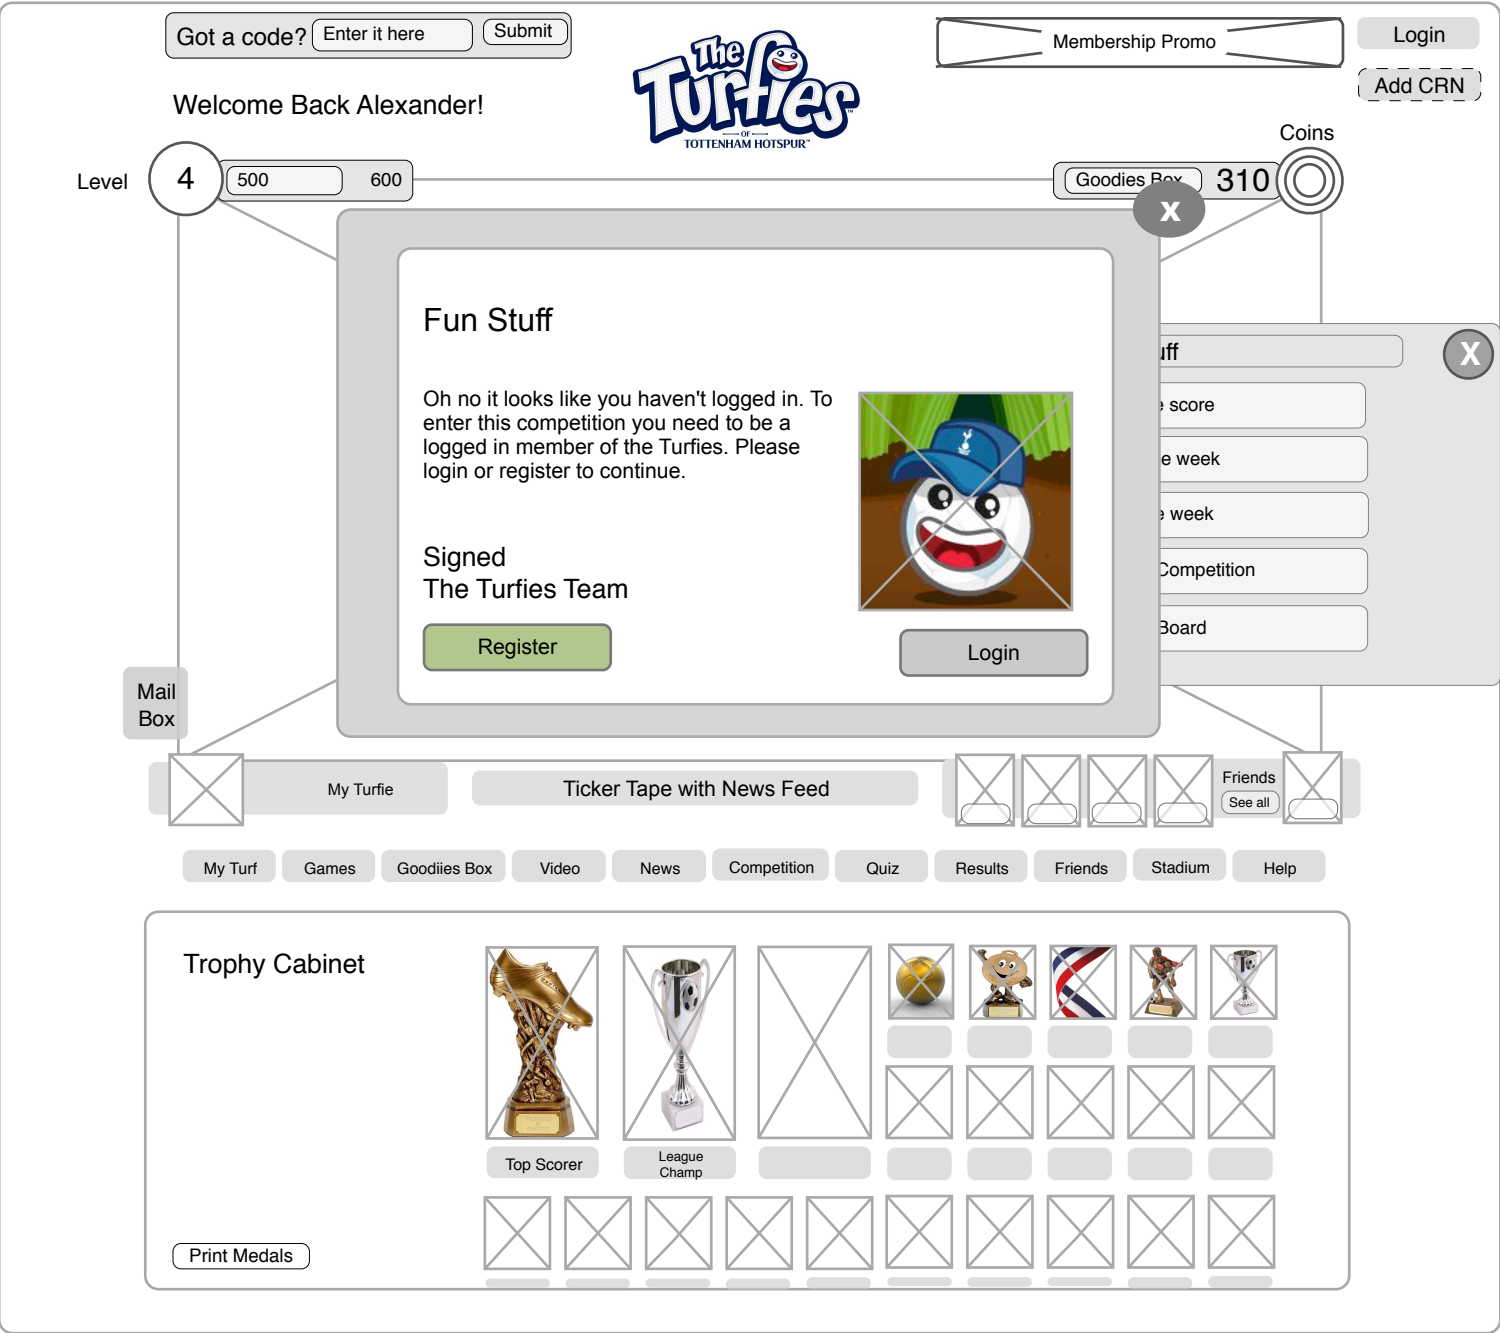 Got a code?
Enter it here
Submit
The
Turfies
OF
TOTTENHAM HOTSPUR
Membership Promo
Login
Add CRN
Welcome Back Alexander!
Coins
Level
4
500
600
Goodies Box
310
x
Fun Stuff
Oh no it looks like you haven't logged in. To
enter this competition you need to be a
logged in member of the Turfies. Please
login or register to continue.
Signed
The Turfies Team
Register
Login
uff
X
e score
e week
e week
Competition
Board
Mail
Box
My Turfie
Ticker Tape with News Feed
Friends
See all
My Turf
Games
Goodiies Box
Video
News
Competition
Quiz
Results
Friends
Stadium
Help
Trophy Cabinet
Top Scorer
League
Champ
Print Medals